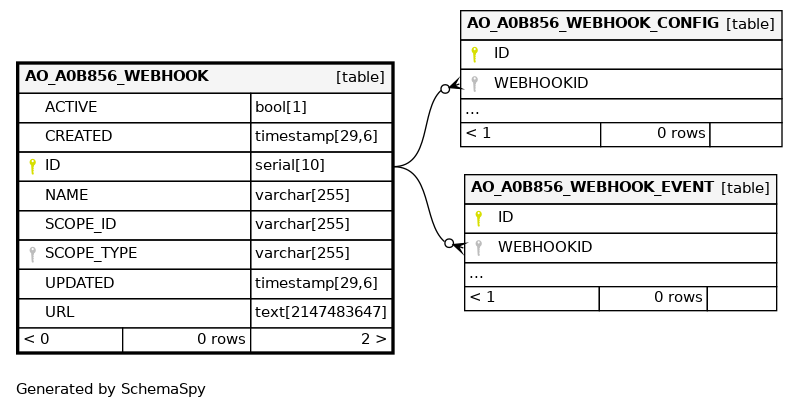 AO_A0B856_WEBHOOK [table]
ACTIVE bool[1]
CREATED timestamp[29,6]
ID serial[10]
NAME varchar[255]
SCOPE_ID varchar[255]
SCOPE_TYPE varchar[255]
UPDATED timestamp[29,6]
URL text[2147483647]
< 0 0 rows 2 >
AO_A0B856_WEBHOOK_CONFIG [table]
ID
WEBHOOKID
...
< 1 0 rows
AO_A0B856_WEBHOOK_EVENT [table]
ID
WEBHOOKID
...
< 1 0 rows
Generated by SchemaSpy